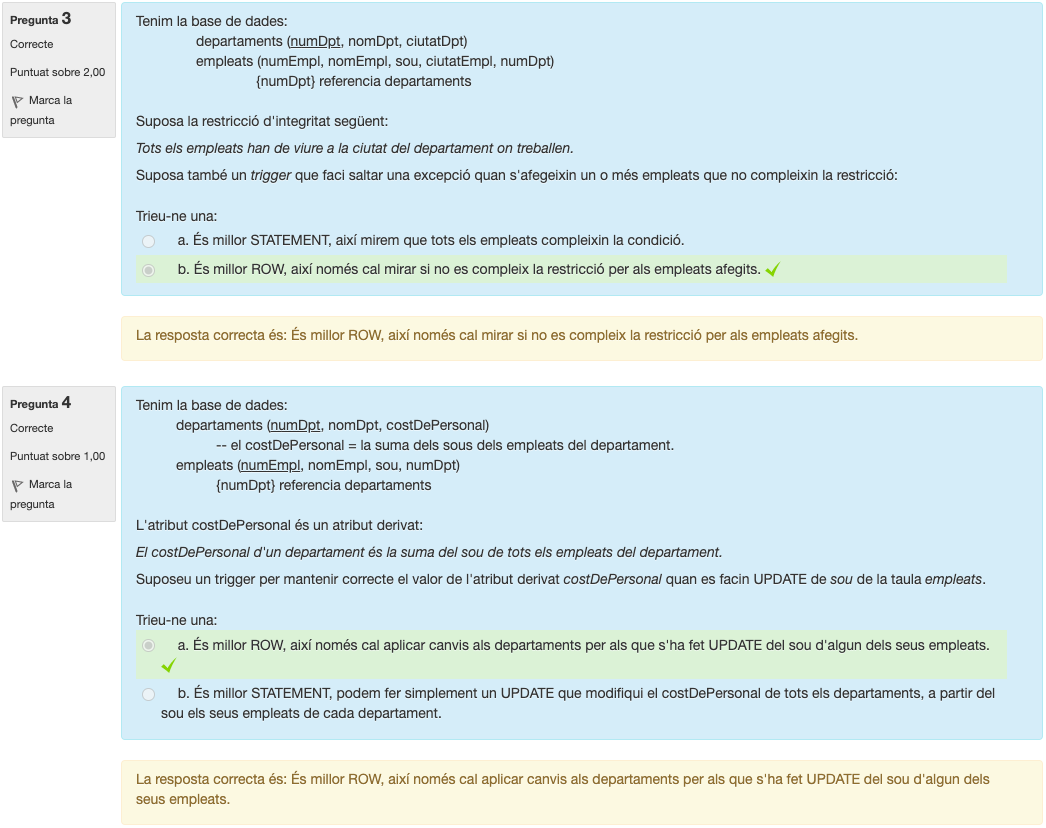 Pregunta 3
Correcte
Puntuat sobre 2,00
Marca la
pregunta
Tenim la base de dades:
departaments (numDpt, nomDpt, ciutatDpt)
empleats (numEmpl, nomEmpl, sou, ciutatEmpl, numDpt)
{numDpt} referencia departaments
Suposa la restricció d'integritat següent:
Tots els empleats han de viure a la ciutat del departament on treballen.
Suposa també un trigger que faci saltar una excepció quan s'afegeixin un o més empleats que no compleixin la restricció:
Trieu-ne una:
a. És millor STATEMENT, així mirem que tots els empleats compleixin la condició.
b. És millor ROW, així només cal mirar si no es compleix la restricció per als empleats afegits.
La resposta correcta és: És millor ROW, així només cal mirar si no es compleix la restricció per als empleats afegits.
Pregunta 4
Correcte
Puntuat sobre 1,00
Marca la
pregunta
Tenim la base de dades:
departaments (numDpt, nomDpt, costDePersonal)
-- el costDePersonal = la suma dels sous dels empleats del departament.
empleats (numEmpl, nomEmpl, sou, numDpt)
{numDpt} referencia departaments
L'atribut costDePersonal és un atribut derivat:
El costDePersonal d'un departament és la suma del sou de tots els empleats del departament.
Suposeu un trigger per mantenir correcte el valor de l'atribut derivat costDePersonal quan es facin UPDATE de sou de la taula empleats.
Trieu-ne una:
a. És millor ROW, així només cal aplicar canvis als departaments per als que s'ha fet UPDATE del sou d'algun dels seus empleats.
b. És millor STATEMENT, podem fer simplement un UPDATE que modifiqui el costDePersonal de tots els departaments, a partir del
sou els seus empleats de cada departament.
La resposta correcta és: És millor ROW, així només cal aplicar canvis als departaments per als que s'ha fet UPDATE del sou d'algun dels
seus empleats.